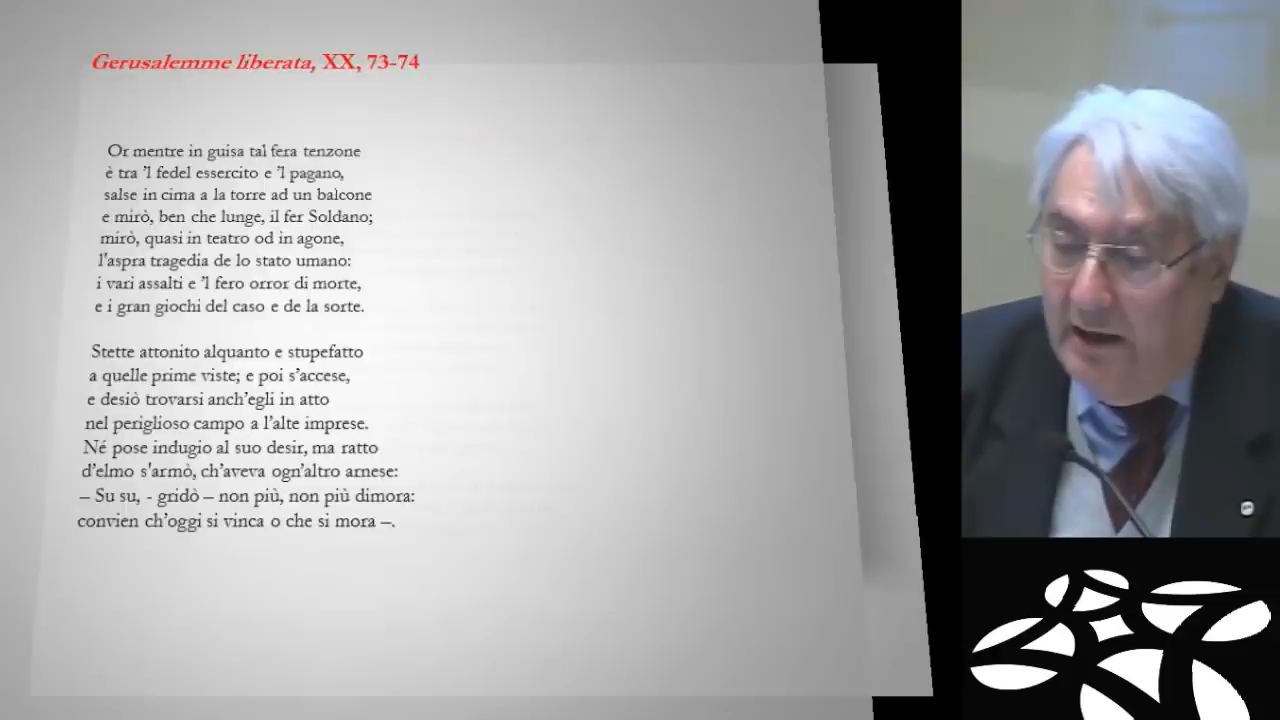 Gerusalemme liberata, XX, 73-74
Or mentre in guisa tal fera tenzone
è tra 'l fedel essercito e 'l pagano,
salse in cima a la torre ad un balcone
e mirò, ben che lunge, il fer Soldano;
mirò, quasi in teatro od in agone,
l'aspra tragedia de lo stato umano:
i vari assalti e 'l fero orror di morte,
e i gran giochi del caso e de la sorte.
Stette attonito alquanto e stupefatto
a quelle prime viste; e poi s'accese,
e desiò trovarsi anch'egli in atto
nel periglioso campo a l'alte imprese.
Né pose indugio al suo desir, ma ratto
d'elmo s'armò, ch'aveva ogn'altro arnese:
– Su su, - gridò – non più, non più dimora:
convien ch'oggi si vinca o che si mora –.